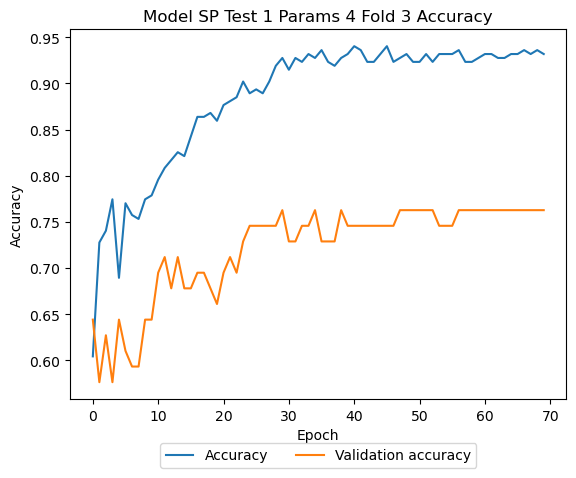 Model SP Test 1 Params 4 Fold 3 Accuracy
Accuracy
0.95
0.90
0.85
0.80
0.75
0.70
0.65
0.60
0 10 20 30 40 50 60 70
Epoch
Accuracy Validation accuracy